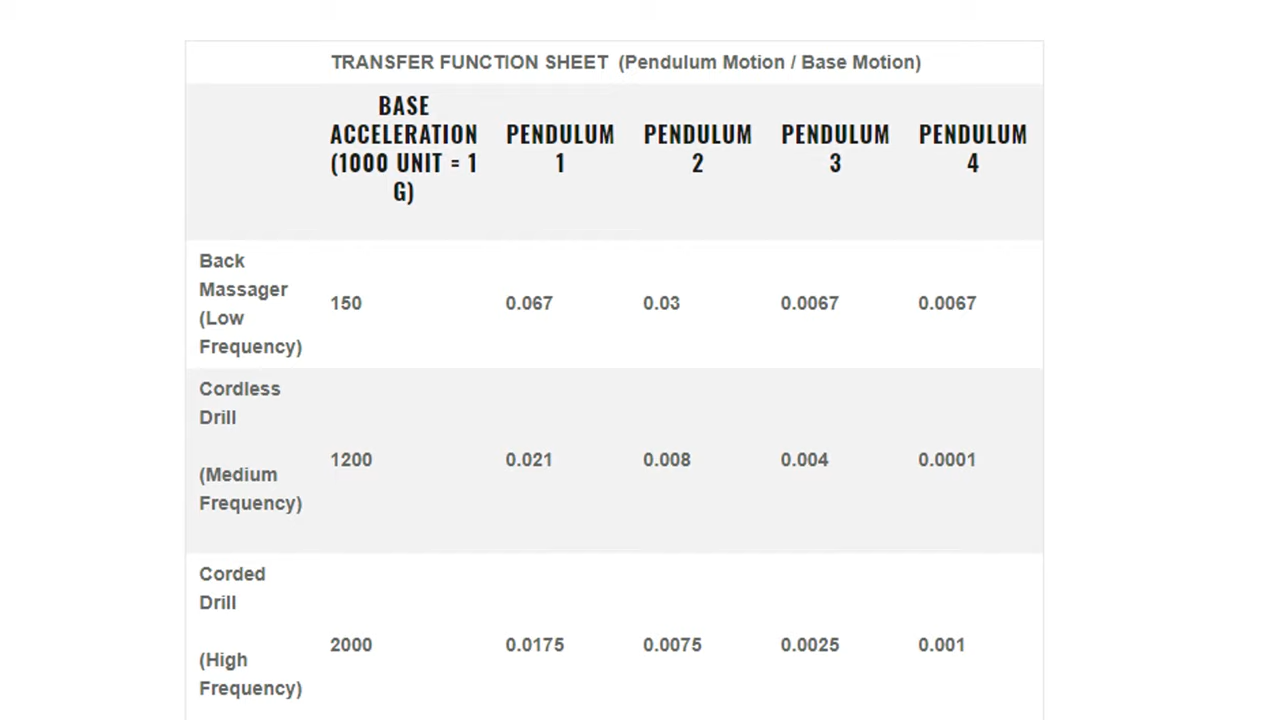 TRANSFER FUNCTION SHEET (Pendulum Motion / Base Motion)
BASE
ACCELERATION
(1000 UNIT = 1
G)
PENDULUM
1
PENDULUM
2
PENDULUM
3
PENDULUM
4
Back
Massager
(Low
Frequency)
150
0.067
0.03
0.0067
0.0067
Cordless
Drill
(Medium
Frequency)
1200
0.021
0.008
0.004
0.0001
Corded
Drill
(High
Frequency)
2000
0.0175
0.0075
0.0025
0.001